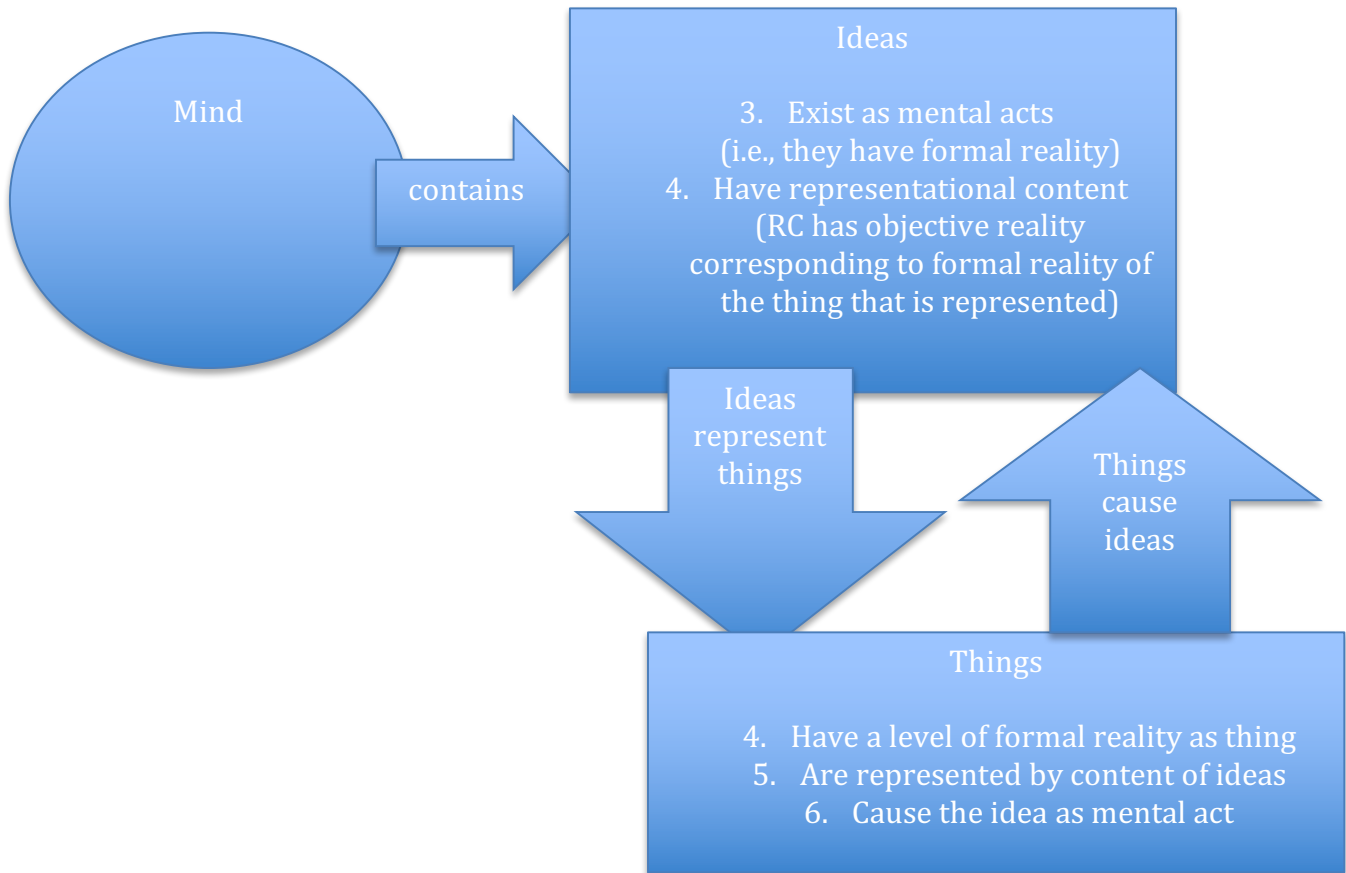 Mind
contains
Ideas
3. Exist as mental acts
(i.e., they have formal reality)
4. Have representational content
(RC has objective reality
corresponding to formal reality of
the thing that is represented)
Ideas
represent
things
Things
cause
ideas
Things
4. Have a level of formal reality as thing
5. Are represented by content of ideas
6. Cause the idea as mental act